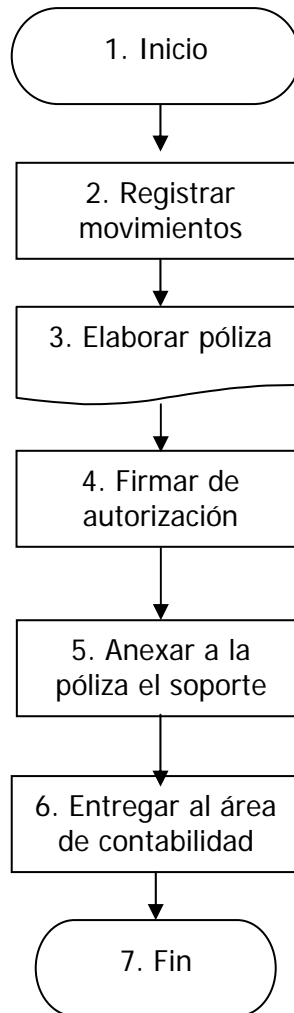 1. Inicio
2. Registrar
movimientos
3. Elaborar póliza
4. Firmar de
autorización
5. Anexar a la
póliza el soporte
6. Entregar al área
de contabilidad
7. Fin